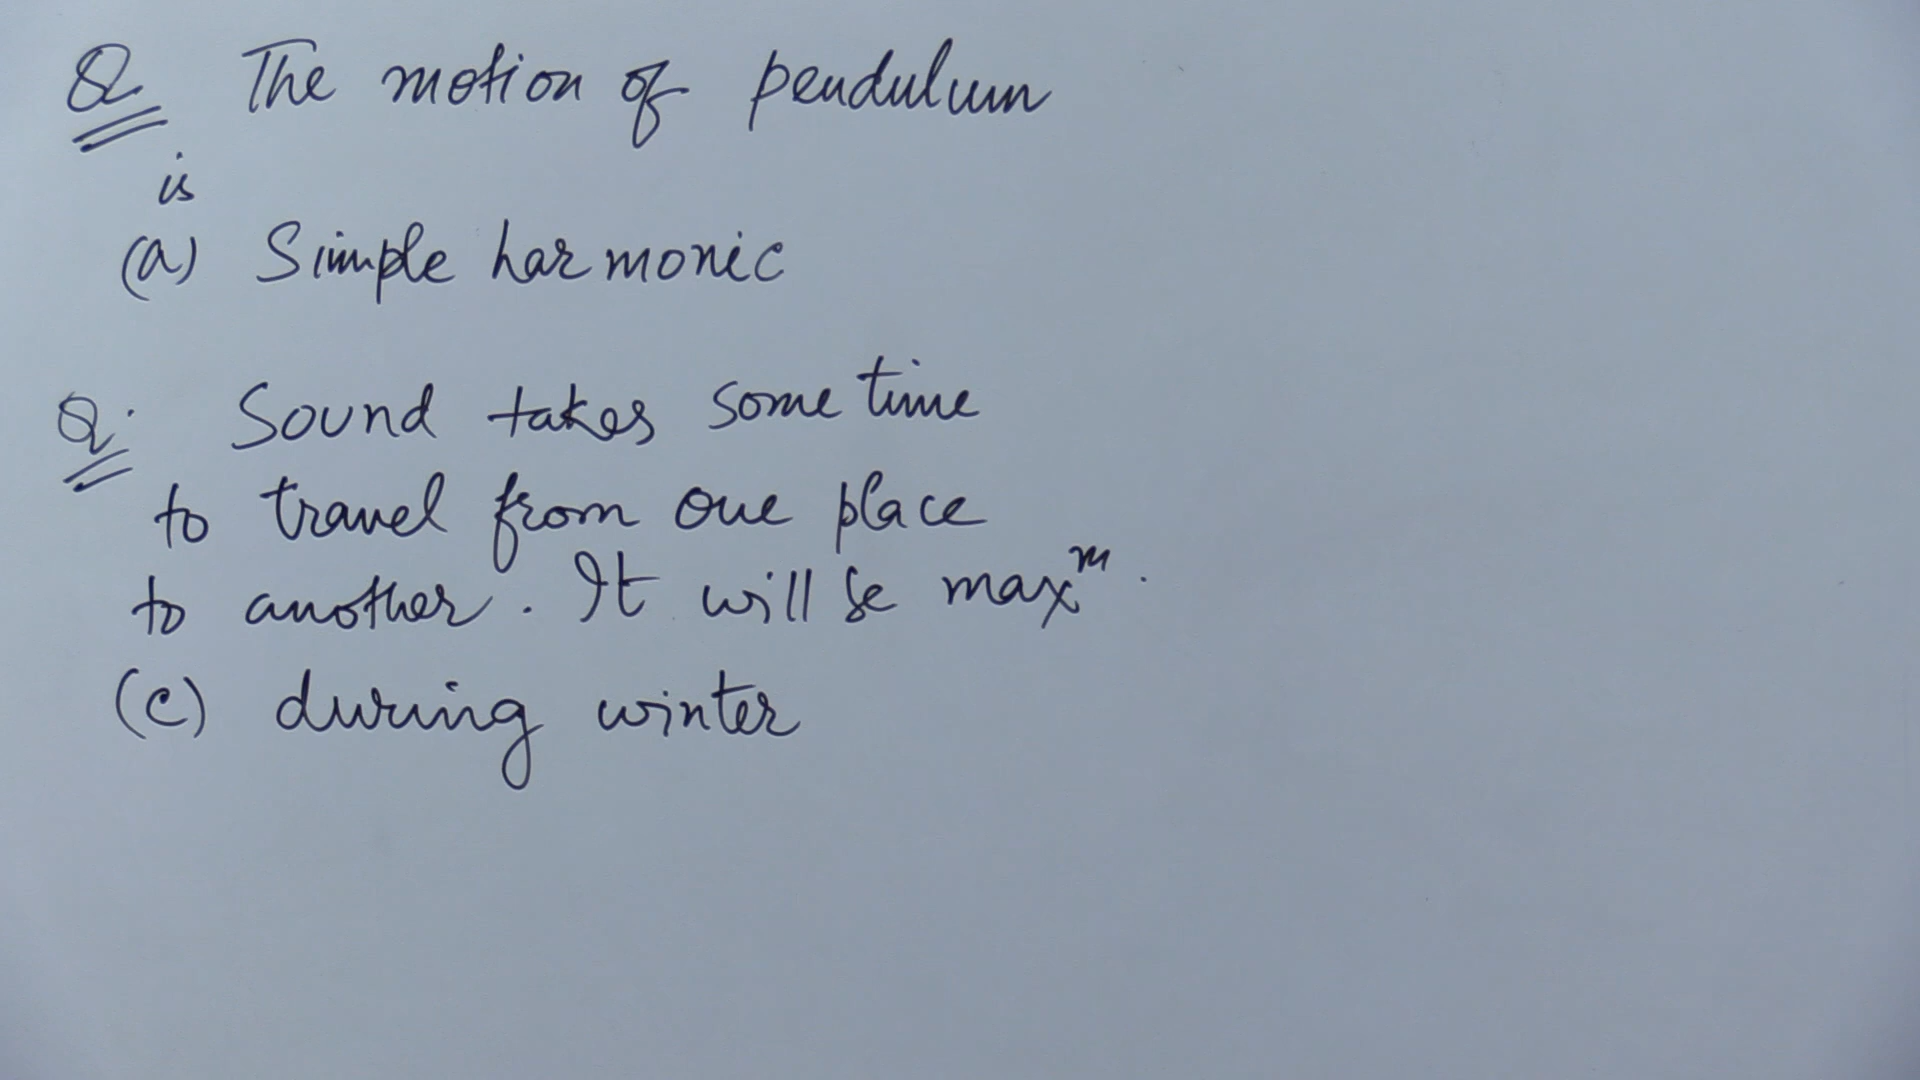 Q The motion of pendulum
is
(a) Simple harmonic
Q. Sound takes some time
to travel from one place
to another. It will be maxᵐ.
(c) during winter